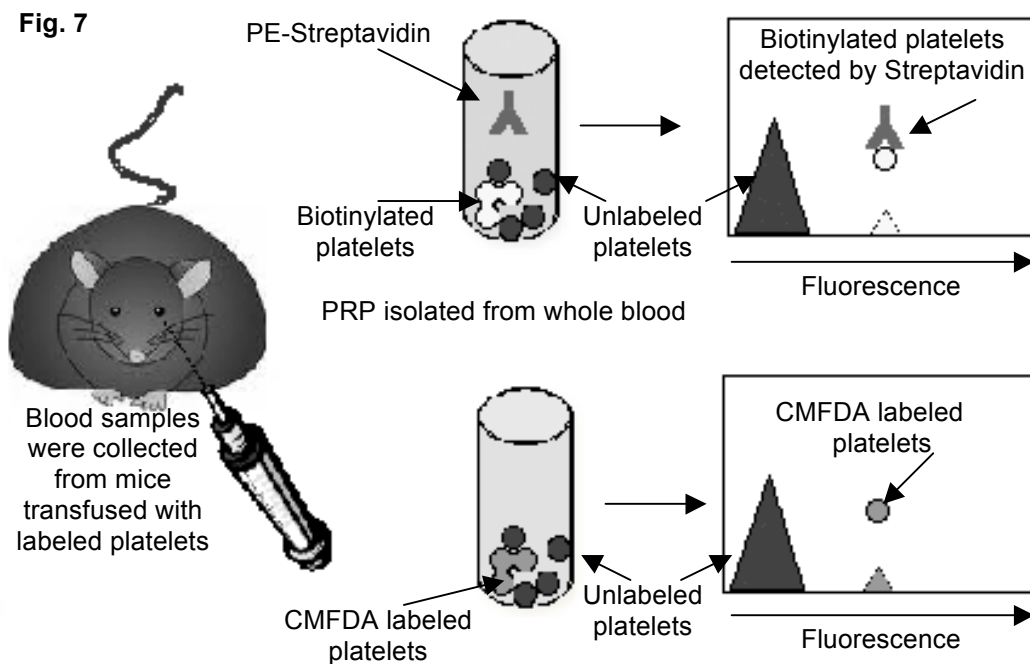 Fig. 7
PE-Streptavidin
Biotinylated platelets
detected by Streptavidin
Biotinylated
platelets
Unlabeled
platelets
Fluorescence
PRP isolated from whole blood
Blood samples
were collected
from mice
transfused with
labeled platelets
CMFDA labeled
platelets
CMFDA labeled
platelets
Unlabeled
platelets
Fluorescence